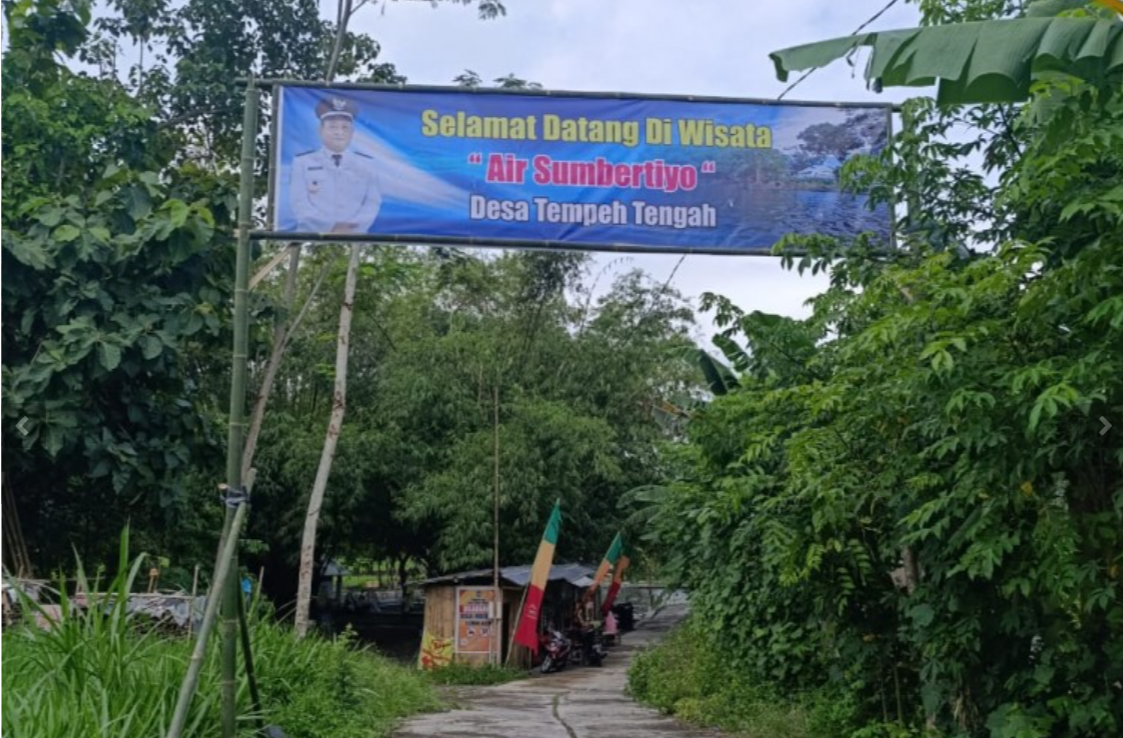 Selamat Datang Di Wisata
“ Air Sumbertiyo “
Desa Tempeh Tengah